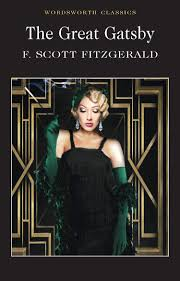 WORDSWORTH CLASSICS
The Great Gatsby
F. SCOTT FITZGERALD